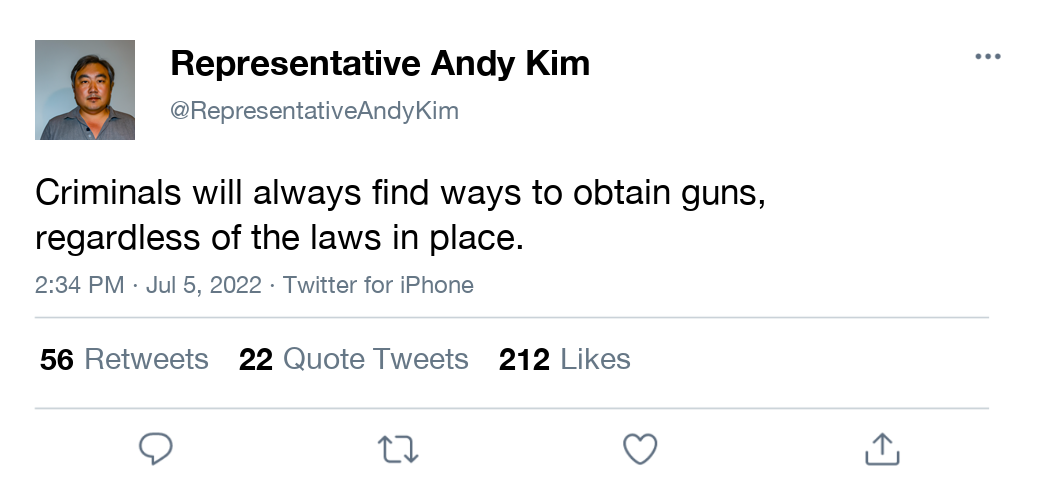 Representative Andy Kim
@RepresentativeAndyKim
Criminals will always find ways to obtain guns,
regardless of the laws in place.
2:34 PM · Jul 5, 2022 · Twitter for iPhone
56 Retweets 22 Quote Tweets 212 Likes